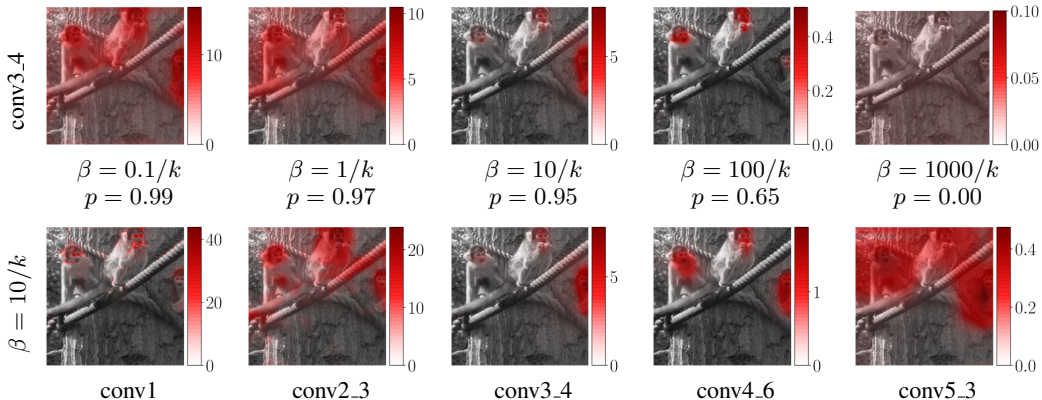 conv3_4
10
0
10
5
0
5
0
0.4
0.2
0.0
0.10
0.05
0.00
β = 0.1/k
β = 1/k
β = 10/k
β = 100/k
β = 1000/k
p = 0.99
p = 0.97
p = 0.95
p = 0.65
p = 0.00
β = 10/k
40
20
0
20
10
0
5
0
1
0
0.4
0.2
0.0
conv1
conv2_3
conv3_4
conv4_6
conv5_3